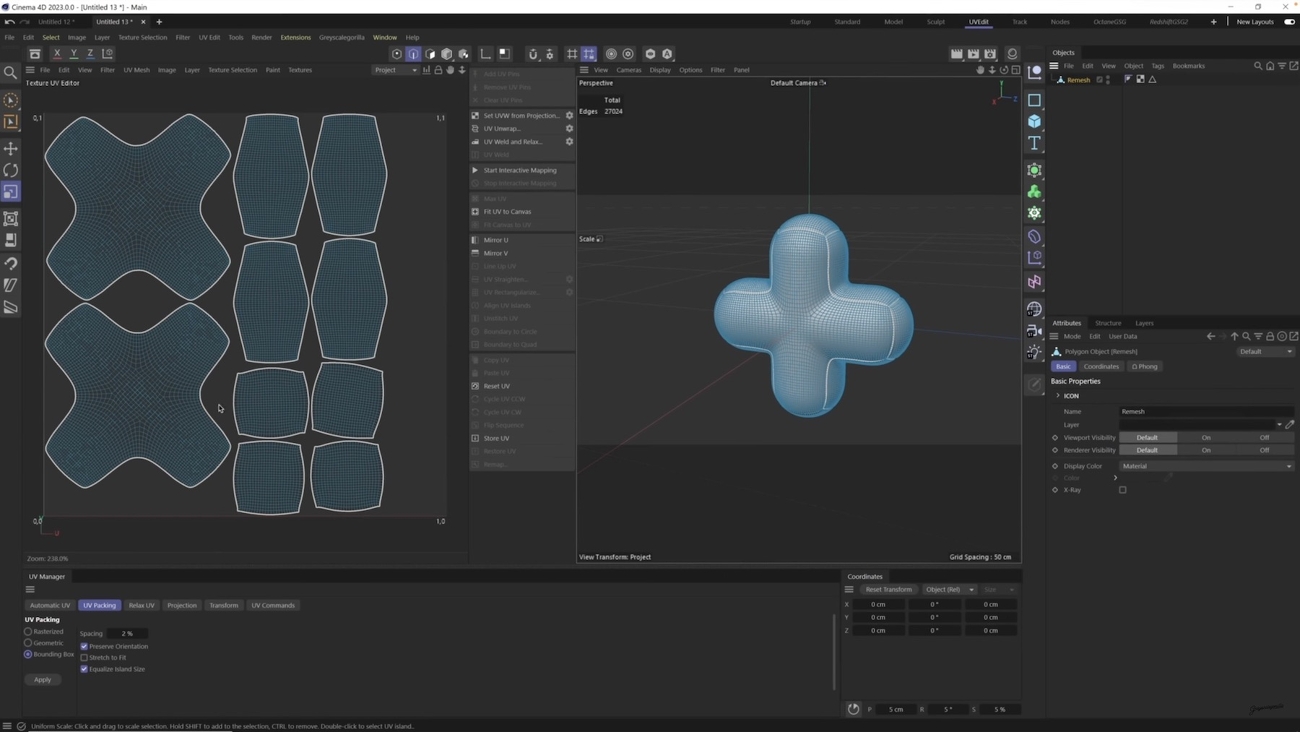 Cinema 4D 2023.0.0 - [Untitled 13 *] - Main
Untitled 12 *
Untitled 13 *
Startup Standard Model Sculpt UVEdit Track Nodes OctaneGSG RedshiftGSG2 New Layouts
File Edit Select Image Layer Texture Selection Filter UV Edit Tools Render Extensions Greyscalegorilla Window Help
X Y Z
Objects
File Edit View Object Tags Bookmarks
Remesh
File Edit View Filter UV Mesh Image Layer Texture Selection Paint Textures Project
View Cameras Display Options Filter Panel
Texture UV Editor
Perspective
Default Camera
Total
Edges 27024
0,1
1,1
Add UV Pins
Remove UV Pins
Clear UV Pins
Set UVW from Projection...
UV Unwrap...
UV Weld and Relax...
UV Weld
Start Interactive Mapping
Stop Interactive Mapping
Max UV
Fit UV to Canvas
Fit Canvas to UV
Mirror U
Mirror V
Line Up UV
UV Straighten...
UV Rectangularize...
Align UV Islands
Unstitch UV
Boundary to Circle
Boundary to Quad
Copy UV
Paste UV
Reset UV
Cycle UV CCW
Cycle UV CW
Flip Sequence
Store UV
Restore UV
Remap...
Scale
0,0
1,0
U
Zoom: 236.0%
View Transform: Project
Grid Spacing : 50 cm
Attributes Structure Layers
Mode Edit User Data
Polygon Object [Remesh]
Default
Basic Coordinates Phong
Basic Properties
ICON
Name Remesh
Layer
Viewport Visibility Default On Off
Renderer Visibility Default On Off
Display Color Material
Color
X-Ray
UV Manager
Automatic UV UV Packing Relax UV Projection Transform UV Commands
UV Packing
Rasterized
Geometric
Bounding Box
Spacing 2 %
Preserve Orientation
Stretch to Fit
Equalize Island Size
Apply
Coordinates
Reset Transform Object (Rel) Size
X 0 cm 0 ° 0 cm
Y 0 cm 0 ° 0 cm
Z 0 cm 0 ° 0 cm
P 5 cm R 5 ° S 5 %
Uniform Scale: Click and drag to scale selection. Hold SHIFT to add to the selection, CTRL to remove. Double-click to select UV island..